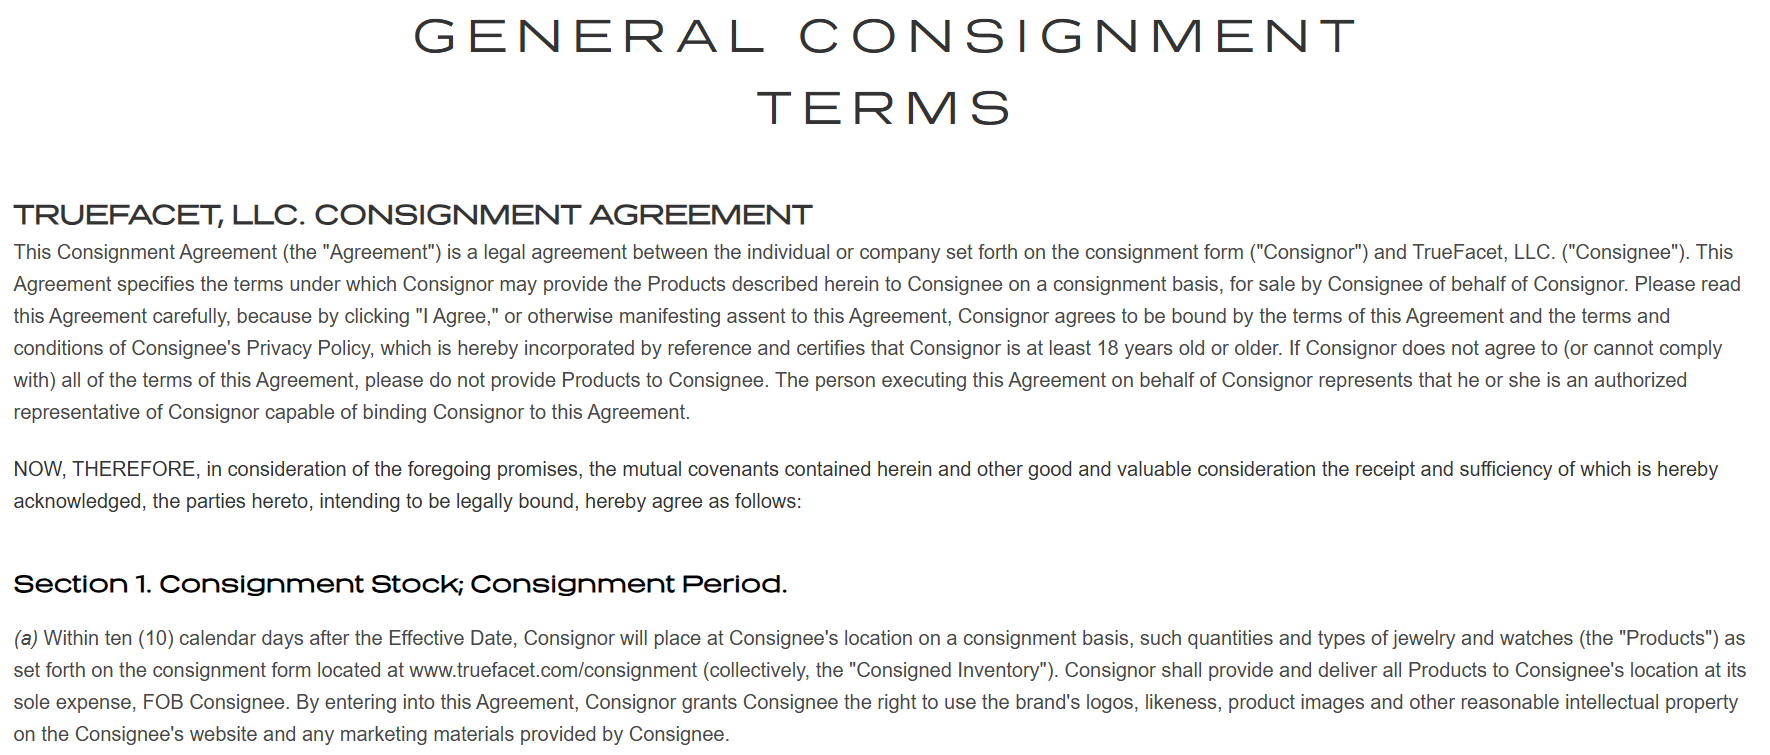 GENERAL CONSIGNMENT
TERMS
TRUEFACET, LLC. CONSIGNMENT AGREEMENT
This Consignment Agreement (the "Agreement") is a legal agreement between the individual or company set forth on the consignment form ("Consignor") and TrueFacet, LLC. ("Consignee"). This
Agreement specifies the terms under which Consignor may provide the Products described herein to Consignee on a consignment basis, for sale by Consignee of behalf of Consignor. Please read
this Agreement carefully, because by clicking "I Agree," or otherwise manifesting assent to this Agreement, Consignor agrees to be bound by the terms of this Agreement and the terms and
conditions of Consignee's Privacy Policy, which is hereby incorporated by reference and certifies that Consignor is at least 18 years old or older. If Consignor does not agree to (or cannot comply
with) all of the terms of this Agreement, please do not provide Products to Consignee. The person executing this Agreement on behalf of Consignor represents that he or she is an authorized
representative of Consignor capable of binding Consignor to this Agreement.
NOW, THEREFORE, in consideration of the foregoing promises, the mutual covenants contained herein and other good and valuable consideration the receipt and sufficiency of which is hereby
acknowledged, the parties hereto, intending to be legally bound, hereby agree as follows:
Section 1. Consignment Stock; Consignment Period.
(a) Within ten (10) calendar days after the Effective Date, Consignor will place at Consignee's location on a consignment basis, such quantities and types of jewelry and watches (the "Products") as
set forth on the consignment form located at www.truefacet.com/consignment (collectively, the "Consigned Inventory"). Consignor shall provide and deliver all Products to Consignee's location at its
sole expense, FOB Consignee. By entering into this Agreement, Consignor grants Consignee the right to use the brand's logos, likeness, product images and other reasonable intellectual property
on the Consignee's website and any marketing materials provided by Consignee.